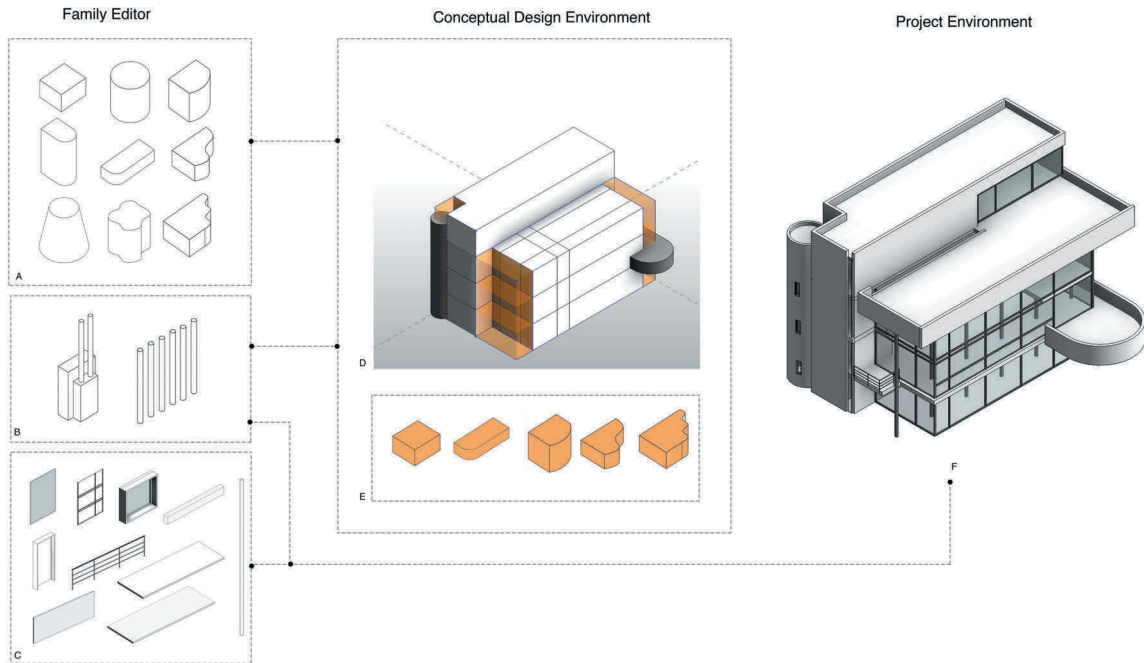 Family Editor
Conceptual Design Environment
Project Environment
A
B
C
D
E
F